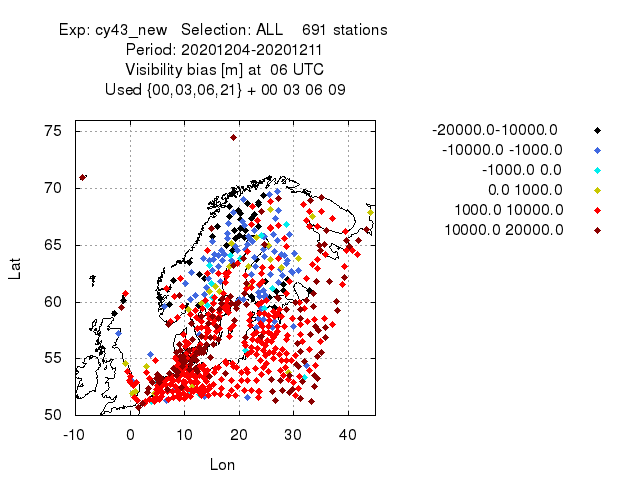 Exp: cy43_new   Selection: ALL    691 stations
Period: 20201204-20201211
Visibility bias [m] at  06 UTC
Used {00,03,06,21} + 00 03 06 09
-20000.0-10000.0
-10000.0 -1000.0
-1000.0 0.0
0.0 1000.0
1000.0 10000.0
10000.0 20000.0
75
70
65
60
55
50
Lat
-10 0 10 20 30 40
Lon